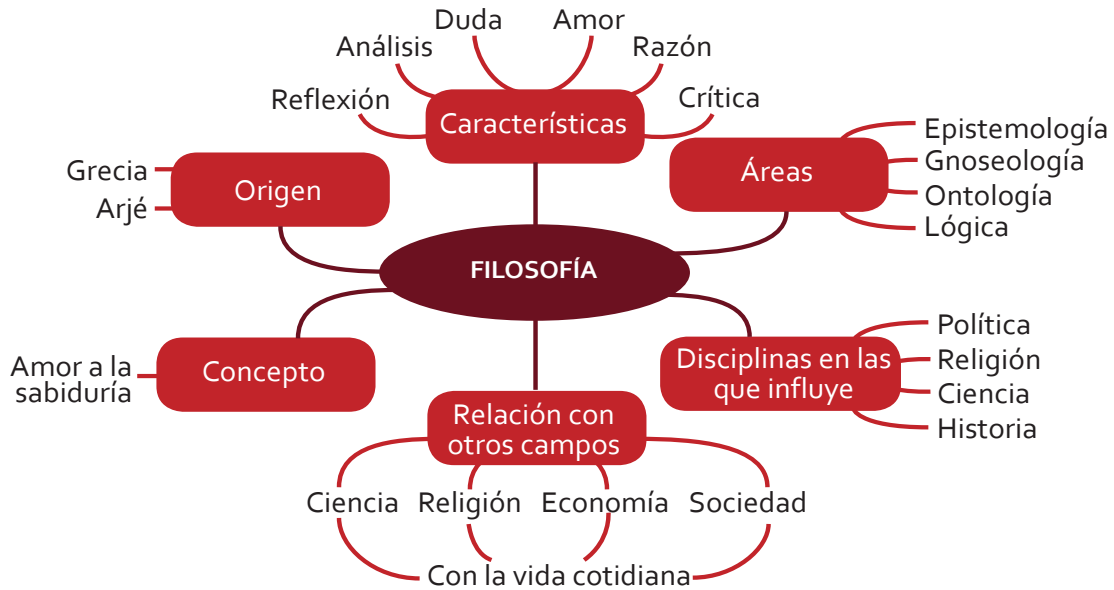 Duda
Amor
Análisis
Razón
Reflexión
Crítica
Características
Epistemología
Gnoseología
Ontología
Lógica
Áreas
Grecia
Arjé
Origen
FILOSOFÍA
Amor a la
sabiduría
Concepto
Disciplinas en las
que influye
Política
Religión
Ciencia
Historia
Relación con
otros campos
Ciencia
Religión
Economía
Sociedad
Con la vida cotidiana